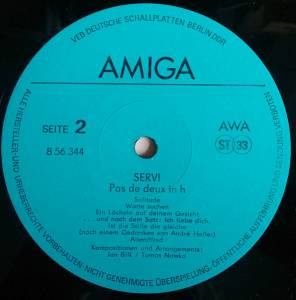 VEB DEUTSCHE SCHALLPLATTEN BERLIN DDR
AMIGA
SEITE 2
AWA
8 56 344
ST 33
SERVI
Pas de deux in h
Solitude
Worte suchen
Ein Lächeln auf deinem Gesicht
... und nach dem Satz: Ich liebe dich,
ist die Stille die gleiche
(nach einem Gedanken von André Heller)
Abendlied
Kompositionen und Arrangements:
Jan Bilk / Tomas Nawka
ALLE HERSTELLER- UND URHEBERRECHTE VORBEHALTEN NICHT GENEHMIGTE ÜBERSPIELUNG, ÖFFENTLICHE AUFFÜHRUNG
VERBOTEN